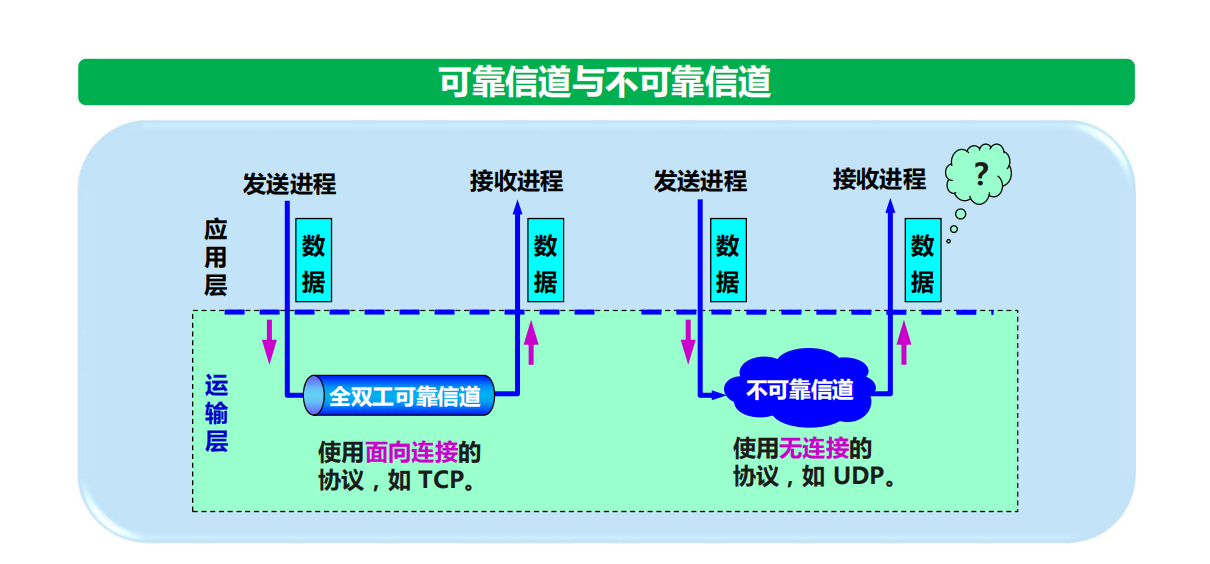 可靠信道与不可靠信道
发送进程
接收进程
发送进程
接收进程
?
应用层
数据
数据
数据
数据
运输层
全双工可靠信道
不可靠信道
使用面向连接的
协议，如 TCP。
使用无连接的
协议，如 UDP。